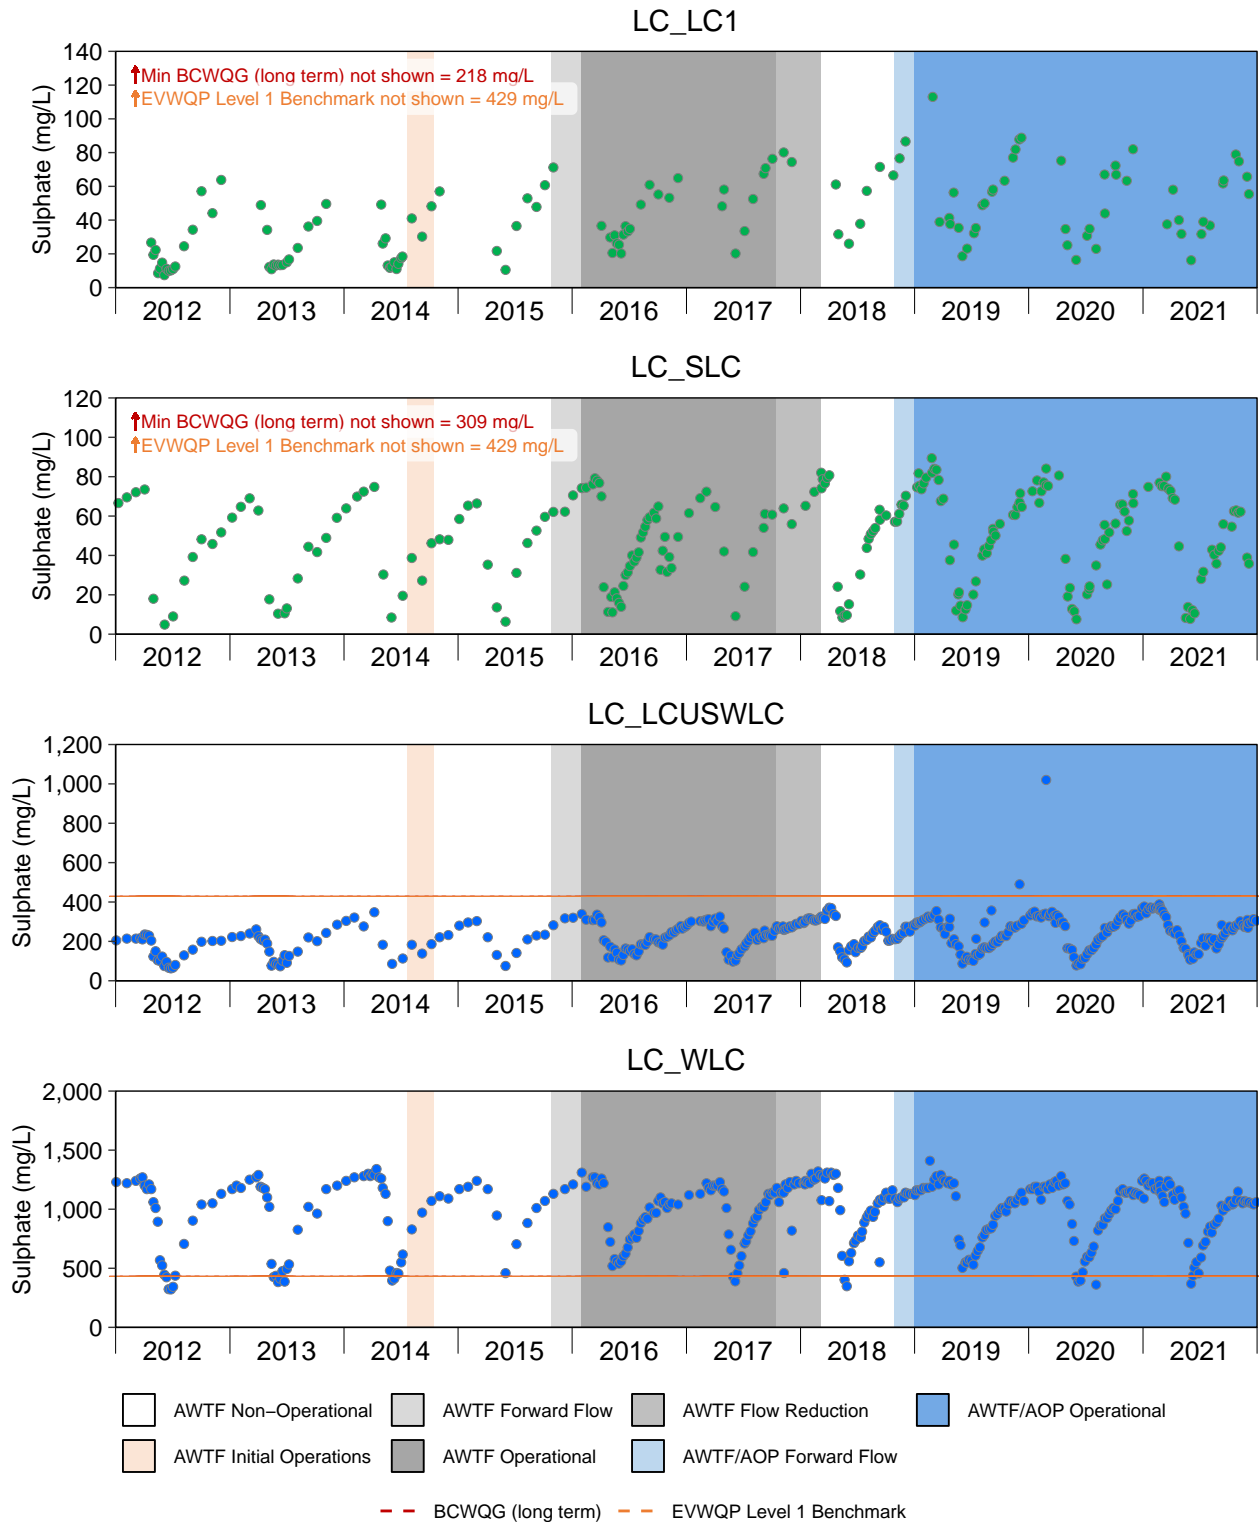 LC_LC1
Sulphate (mg/L)
140
120
100
80
60
40
20
0
Min BCWQG (long term) not shown = 218 mg/L
EVWQP Level 1 Benchmark not shown = 429 mg/L
2012 2013 2014 2015 2016 2017 2018 2019 2020 2021
LC_SLC
Sulphate (mg/L)
120
100
80
60
40
20
0
Min BCWQG (long term) not shown = 309 mg/L
EVWQP Level 1 Benchmark not shown = 429 mg/L
2012 2013 2014 2015 2016 2017 2018 2019 2020 2021
LC_LCUSWLC
Sulphate (mg/L)
1,200
1,000
800
600
400
200
0
2012 2013 2014 2015 2016 2017 2018 2019 2020 2021
LC_WLC
Sulphate (mg/L)
2,000
1,500
1,000
500
0
2012 2013 2014 2015 2016 2017 2018 2019 2020 2021
AWTF Non−Operational AWTF Forward Flow AWTF Flow Reduction AWTF/AOP Operational
AWTF Initial Operations AWTF Operational AWTF/AOP Forward Flow
BCWQG (long term) EVWQP Level 1 Benchmark